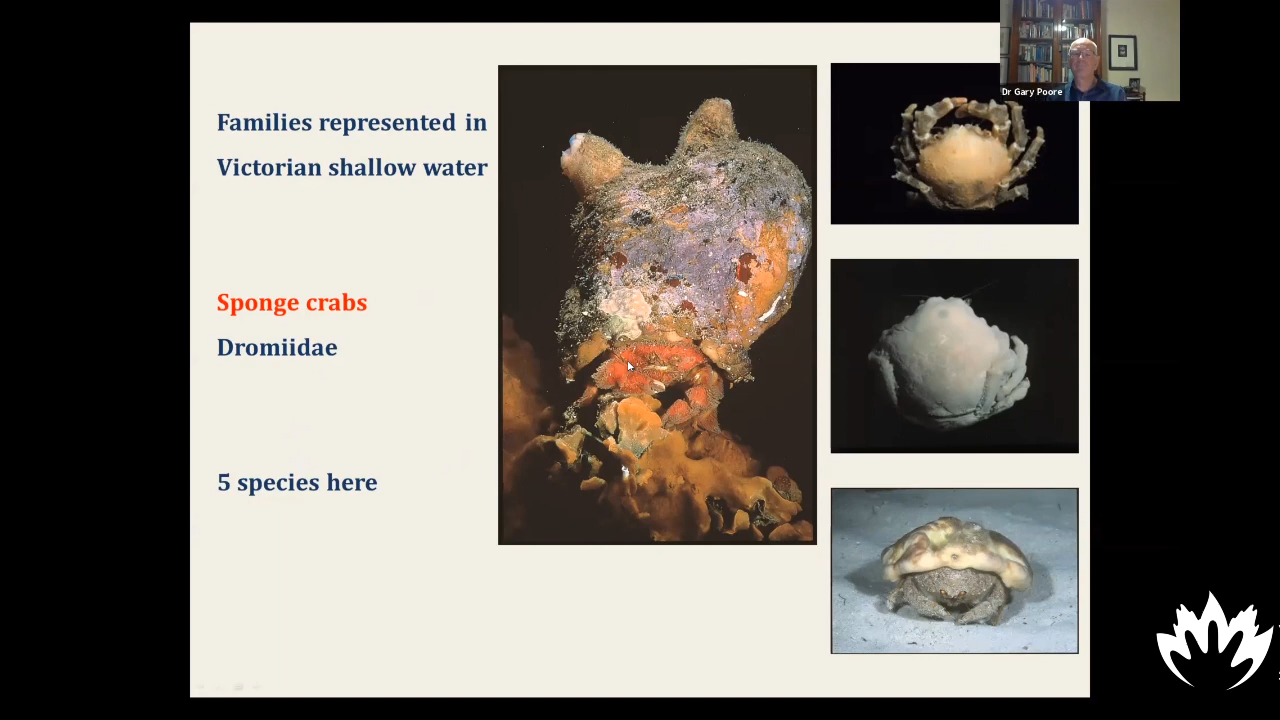 Dr Gary Poore
Families represented in
Victorian shallow water
Sponge crabs
Dromiidae
5 species here